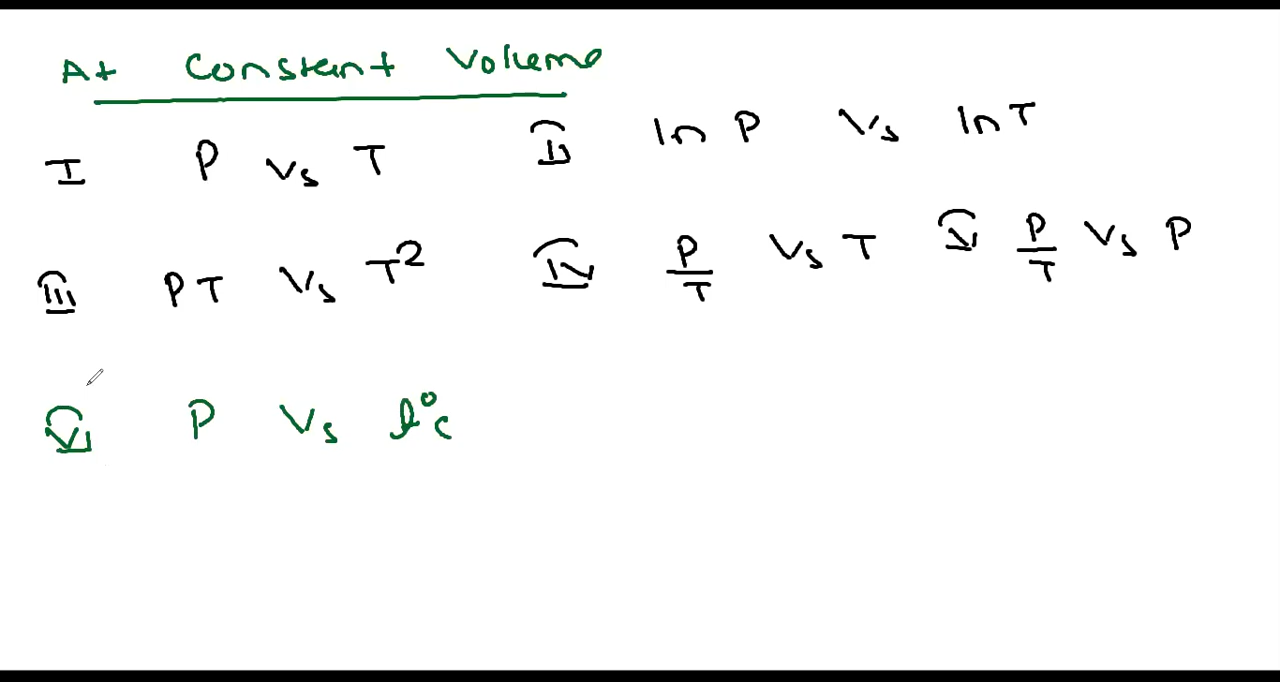 At Constant Volume
I P Vs T II ln P Vs ln T
III PT Vs T² IV P/T Vs T V P/T Vs P
VI P Vs t°c